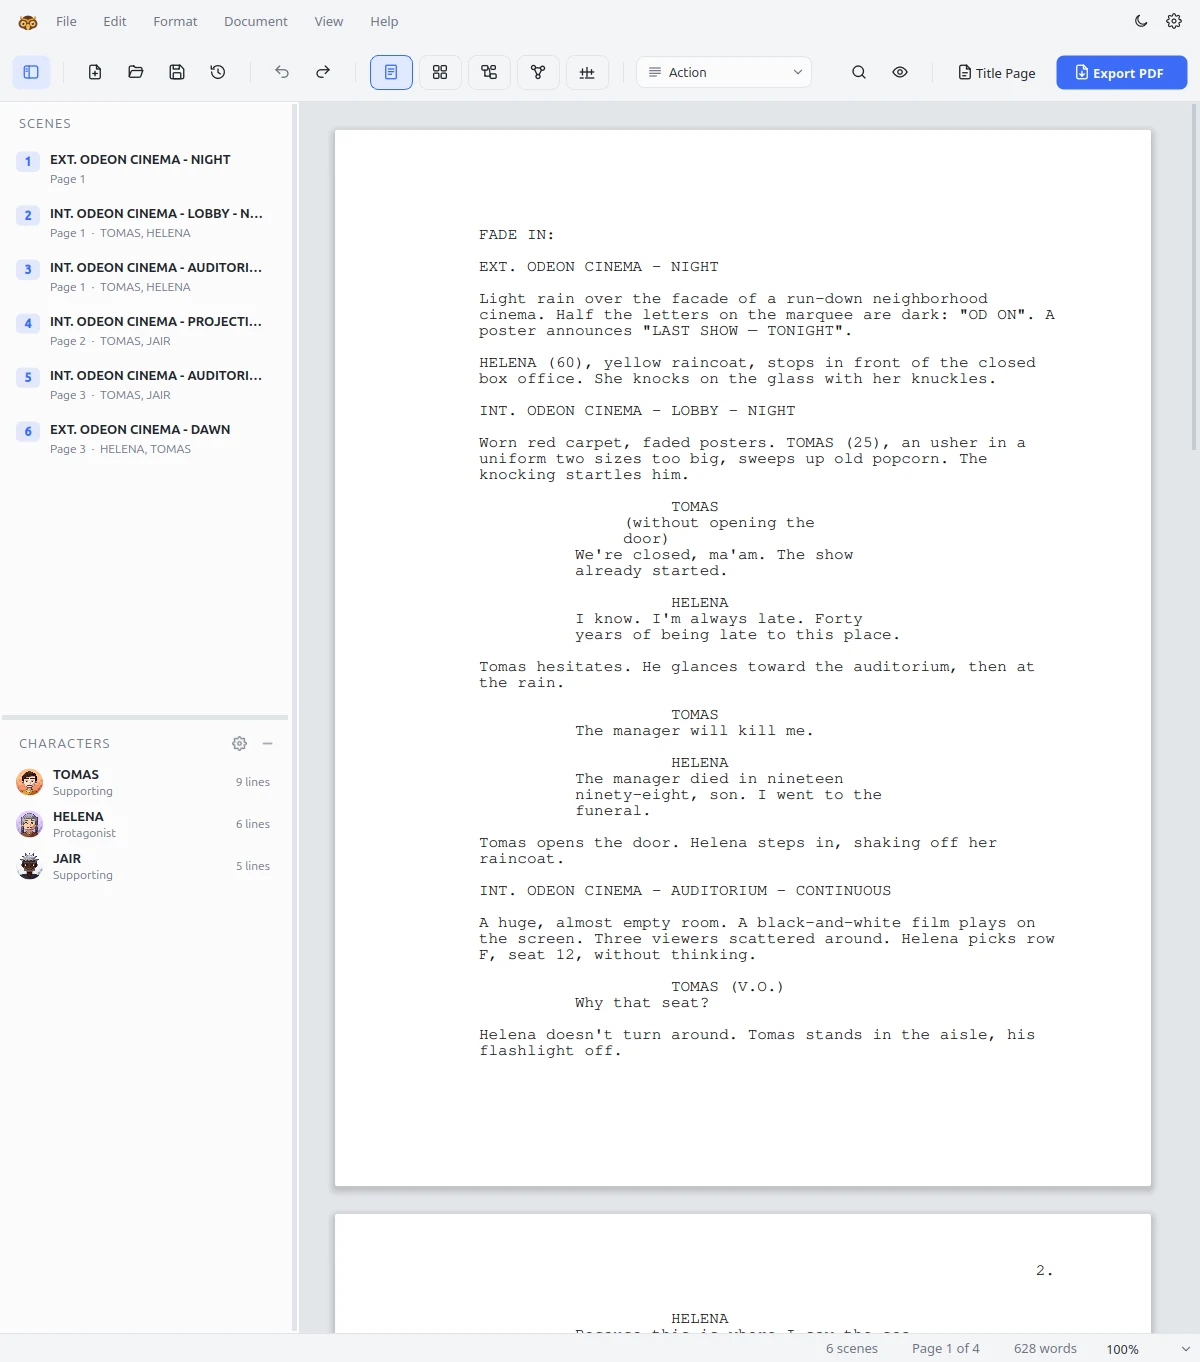 File Edit Format Document View Help
Action
Title Page
Export PDF
SCENES
1 EXT. ODEON CINEMA - NIGHT
Page 1
2 INT. ODEON CINEMA - LOBBY - N...
Page 1 · TOMAS, HELENA
3 INT. ODEON CINEMA - AUDITORI...
Page 1 · TOMAS, HELENA
4 INT. ODEON CINEMA - PROJECTI...
Page 2 · TOMAS, JAIR
5 INT. ODEON CINEMA - AUDITORI...
Page 3 · TOMAS, JAIR
6 EXT. ODEON CINEMA - DAWN
Page 3 · HELENA, TOMAS
CHARACTERS
TOMAS
Supporting
9 lines
HELENA
Protagonist
6 lines
JAIR
Supporting
5 lines
FADE IN:
EXT. ODEON CINEMA - NIGHT
Light rain over the facade of a run-down neighborhood
cinema. Half the letters on the marquee are dark: "OD ON". A
poster announces "LAST SHOW — TONIGHT".
HELENA (60), yellow raincoat, stops in front of the closed
box office. She knocks on the glass with her knuckles.
INT. ODEON CINEMA - LOBBY - NIGHT
Worn red carpet, faded posters. TOMAS (25), an usher in a
uniform two sizes too big, sweeps up old popcorn. The
knocking startles him.
TOMAS
(without opening the
door)
We're closed, ma'am. The show
already started.
HELENA
I know. I'm always late. Forty
years of being late to this place.
Tomas hesitates. He glances toward the auditorium, then at
the rain.
TOMAS
The manager will kill me.
HELENA
The manager died in nineteen
ninety-eight, son. I went to the
funeral.
Tomas opens the door. Helena steps in, shaking off her
raincoat.
INT. ODEON CINEMA - AUDITORIUM - CONTINUOUS
A huge, almost empty room. A black-and-white film plays on
the screen. Three viewers scattered around. Helena picks row
F, seat 12, without thinking.
TOMAS (V.O.)
Why that seat?
Helena doesn't turn around. Tomas stands in the aisle, his
flashlight off.
2.
HELENA
Because this is where I saw the
6 scenes
Page 1 of 4
628 words
100%